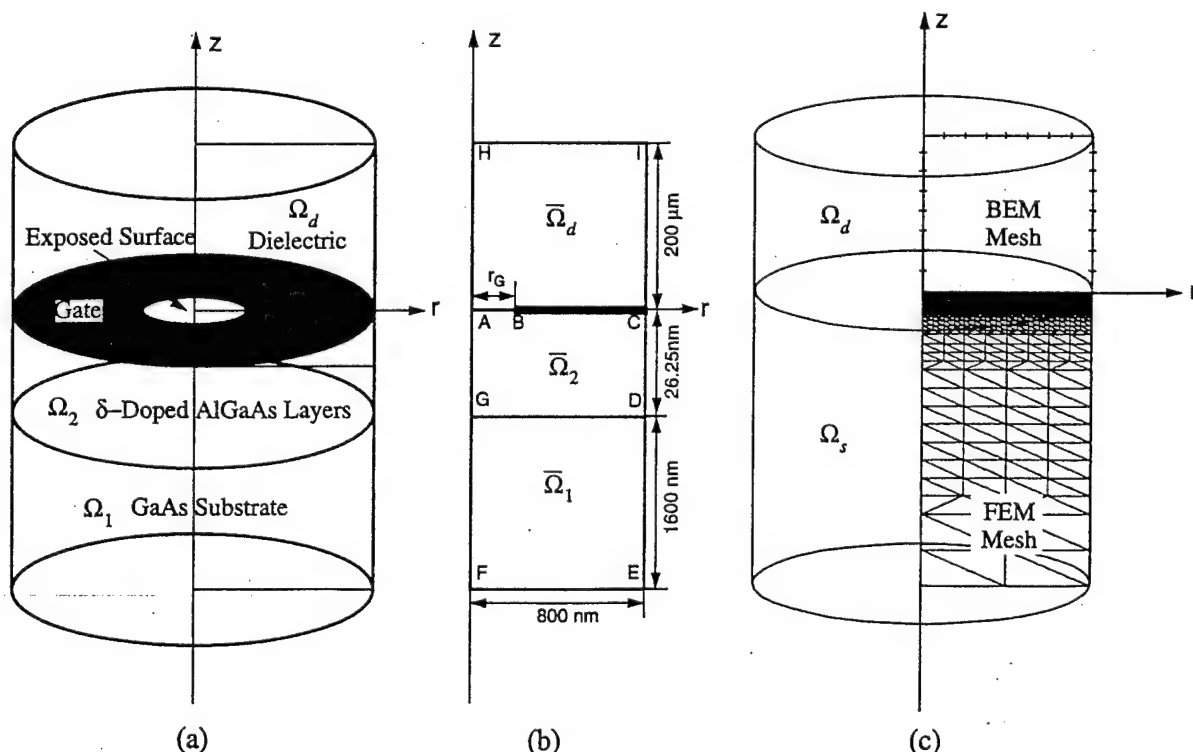 z
Ω_d
Dielectric
Exposed Surface
Gate
r
Ω_2 δ–Doped AlGaAs Layers
Ω_1 GaAs Substrate
(a)
z
H
I
Ω̅_d
200 µm
r_G
A
B
C
r
Ω̅_2
26.25nm
G
D
Ω̅_1
1600 nm
F
E
800 nm
(b)
z
Ω_d
BEM
Mesh
Ω_s
FEM
Mesh
(c)